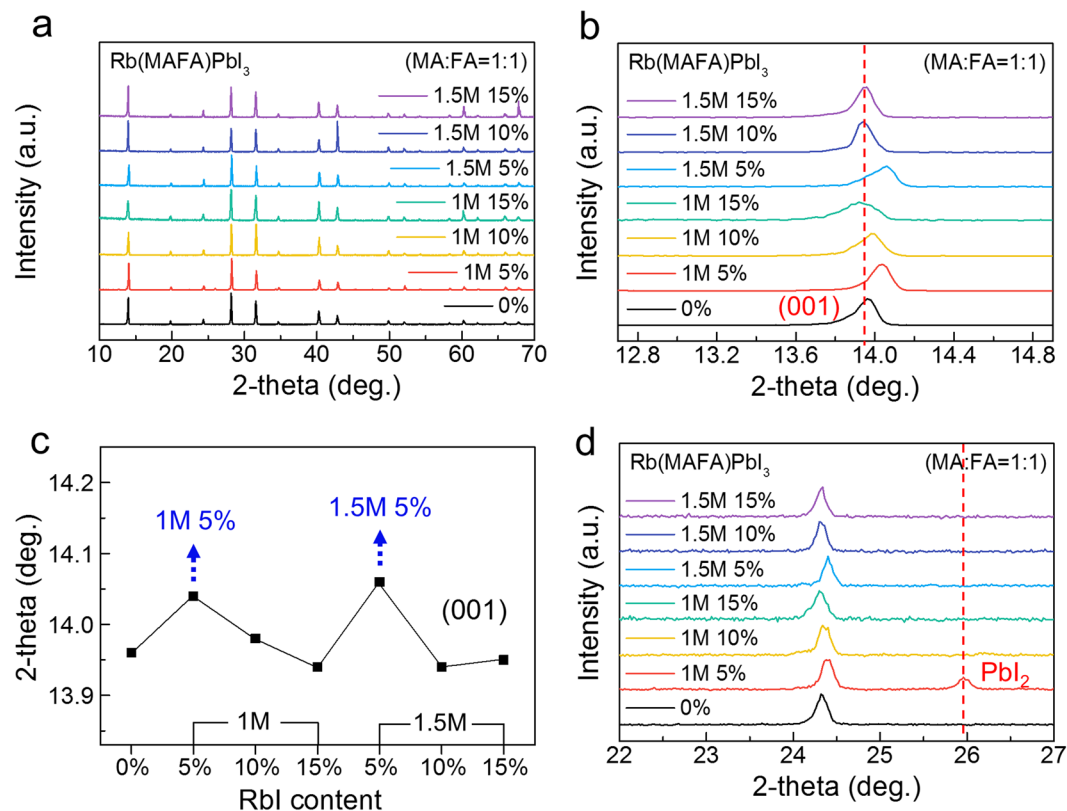 a
Rb(MAFA)PbI₃ (MA:FA=1:1)
1.5M 15%
1.5M 10%
1.5M 5%
1M 15%
1M 10%
1M 5%
0%
Intensity (a.u.)
10 20 30 40 50 60 70
2-theta (deg.)
b
Rb(MAFA)PbI₃ (MA:FA=1:1)
1.5M 15%
1.5M 10%
1.5M 5%
1M 15%
1M 10%
1M 5%
0%
(001)
Intensity (a.u.)
12.8 13.2 13.6 14.0 14.4 14.8
2-theta (deg.)
c
14.2
14.1
14.0
13.9
2-theta (deg.)
1M 5%
1.5M 5%
(001)
1M
1.5M
0% 5% 10% 15% 5% 10% 15%
RbI content
d
Rb(MAFA)PbI₃ (MA:FA=1:1)
1.5M 15%
1.5M 10%
1.5M 5%
1M 15%
1M 10%
1M 5%
0%
PbI₂
Intensity (a.u.)
22 23 24 25 26 27
2-theta (deg.)